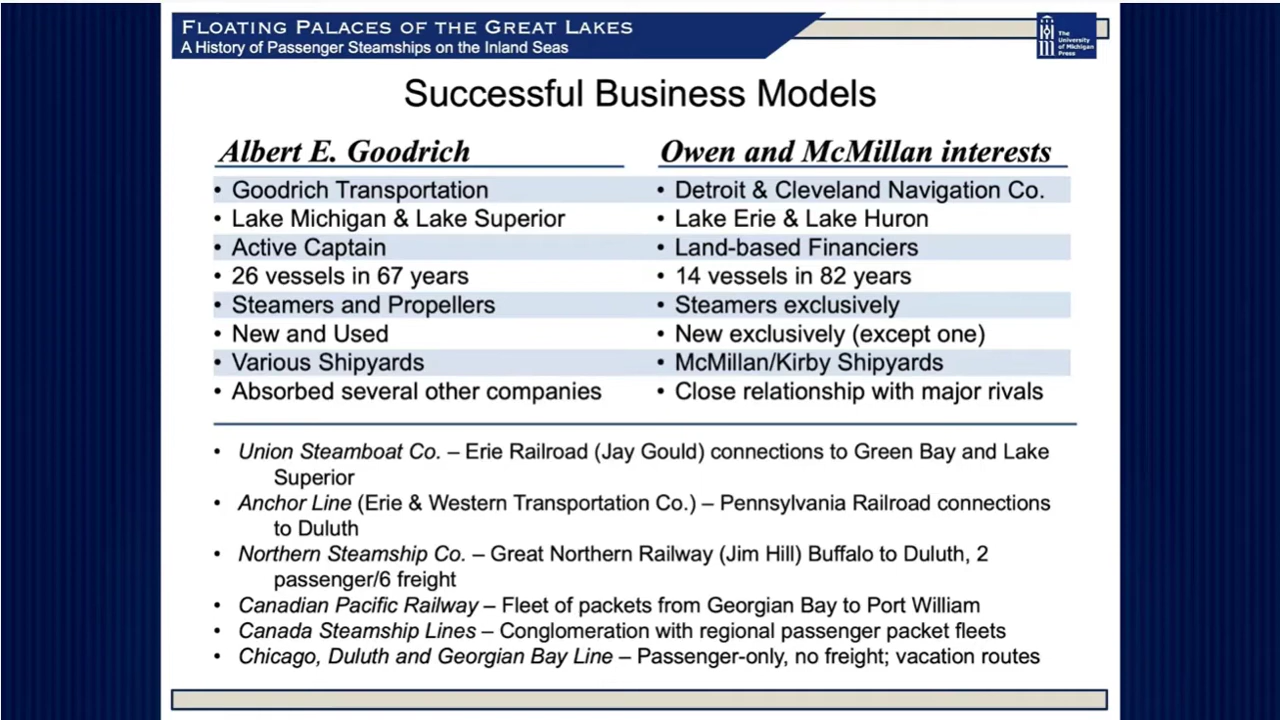 FLOATING PALACES OF THE GREAT LAKES
A History of Passenger Steamships on the Inland Seas
The
University
of Michigan
Press
Successful Business Models
Albert E. Goodrich
• Goodrich Transportation
• Lake Michigan & Lake Superior
• Active Captain
• 26 vessels in 67 years
• Steamers and Propellers
• New and Used
• Various Shipyards
• Absorbed several other companies
Owen and McMillan interests
• Detroit & Cleveland Navigation Co.
• Lake Erie & Lake Huron
• Land-based Financiers
• 14 vessels in 82 years
• Steamers exclusively
• New exclusively (except one)
• McMillan/Kirby Shipyards
• Close relationship with major rivals
• Union Steamboat Co. – Erie Railroad (Jay Gould) connections to Green Bay and Lake
Superior
• Anchor Line (Erie & Western Transportation Co.) – Pennsylvania Railroad connections
to Duluth
• Northern Steamship Co. – Great Northern Railway (Jim Hill) Buffalo to Duluth, 2
passenger/6 freight
• Canadian Pacific Railway – Fleet of packets from Georgian Bay to Port William
• Canada Steamship Lines – Conglomeration with regional passenger packet fleets
• Chicago, Duluth and Georgian Bay Line – Passenger-only, no freight; vacation routes